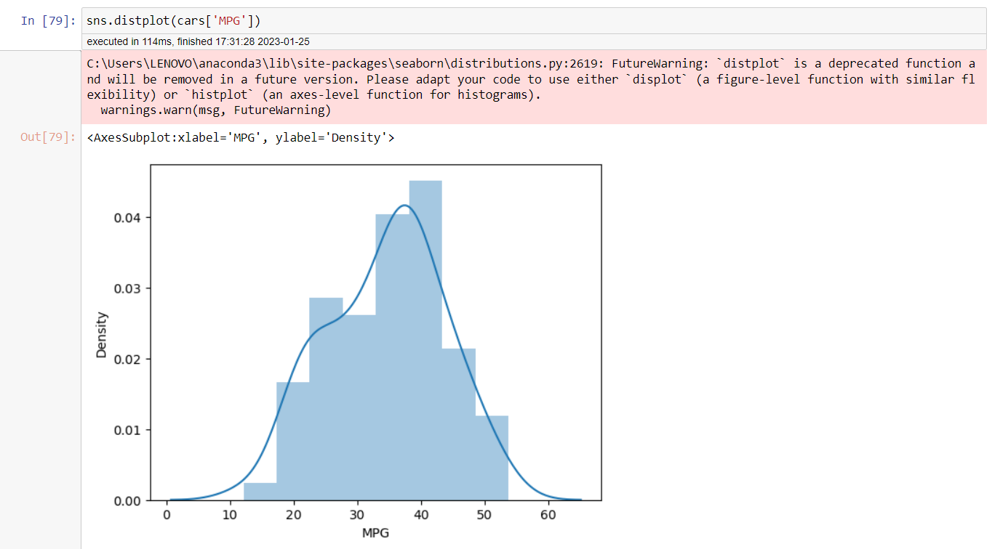 In [79]: sns.distplot(cars['MPG'])
executed in 114ms, finished 17:31:28 2023-01-25
C:\Users\LENOVO\anaconda3\lib\site-packages\seaborn\distributions.py:2619: FutureWarning: `distplot` is a deprecated function a
nd will be removed in a future version. Please adapt your code to use either `displot` (a figure-level function with similar fl
exibility) or `histplot` (an axes-level function for histograms).
warnings.warn(msg, FutureWarning)
Out[79]: <AxesSubplot:xlabel='MPG', ylabel='Density'>
0.04
0.03
0.02
0.01
0.00
Density
0 10 20 30 40 50 60
MPG